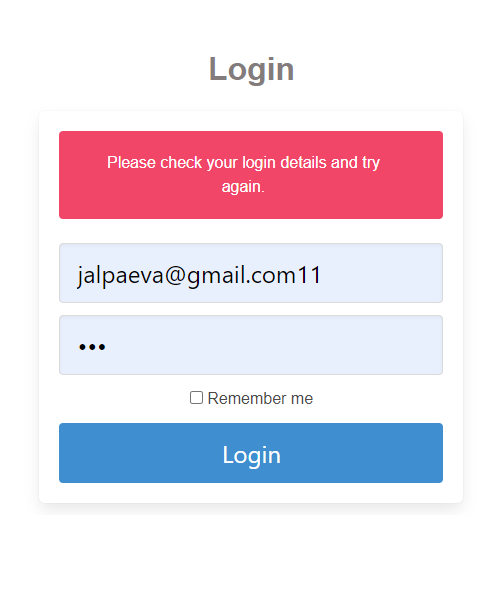 Login
Please check your login details and try
again.
jalpaeva@gmail.com11
•••
Remember me
Login